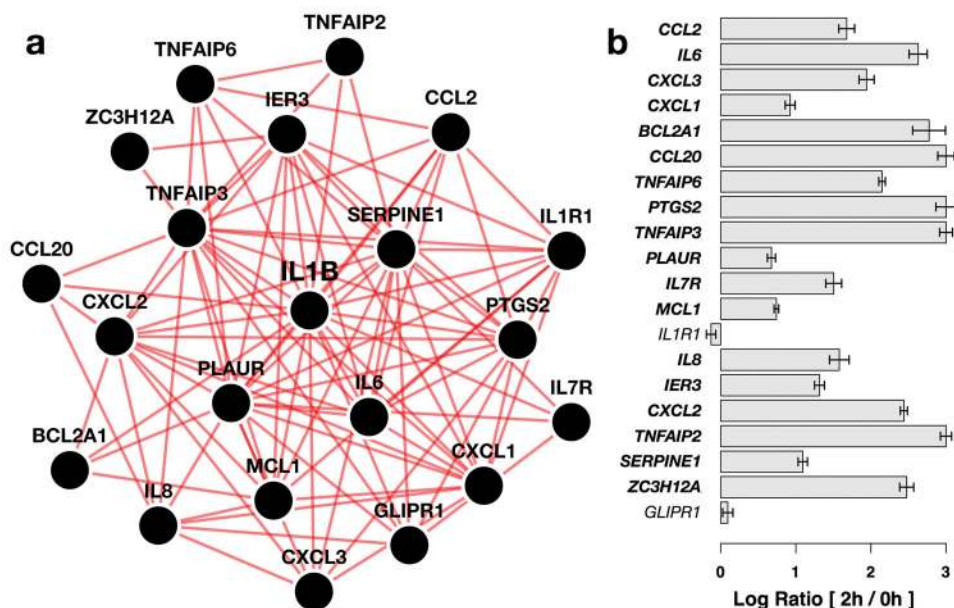 a
TNFAIP2
TNFAIP6
IER3
CCL2
ZC3H12A
TNFAIP3
SERPINE1
IL1R1
CCL20
IL1B
CXCL2
PTGS2
PLAUR
IL6
IL7R
BCL2A1
MCL1
CXCL1
IL8
GLIPR1
CXCL3
b
CCL2
IL6
CXCL3
CXCL1
BCL2A1
CCL20
TNFAIP6
PTGS2
TNFAIP3
PLAUR
IL7R
MCL1
IL1R1
IL8
IER3
CXCL2
TNFAIP2
SERPINE1
ZC3H12A
GLIPR1
0 1 2 3
Log Ratio [ 2h / 0h ]